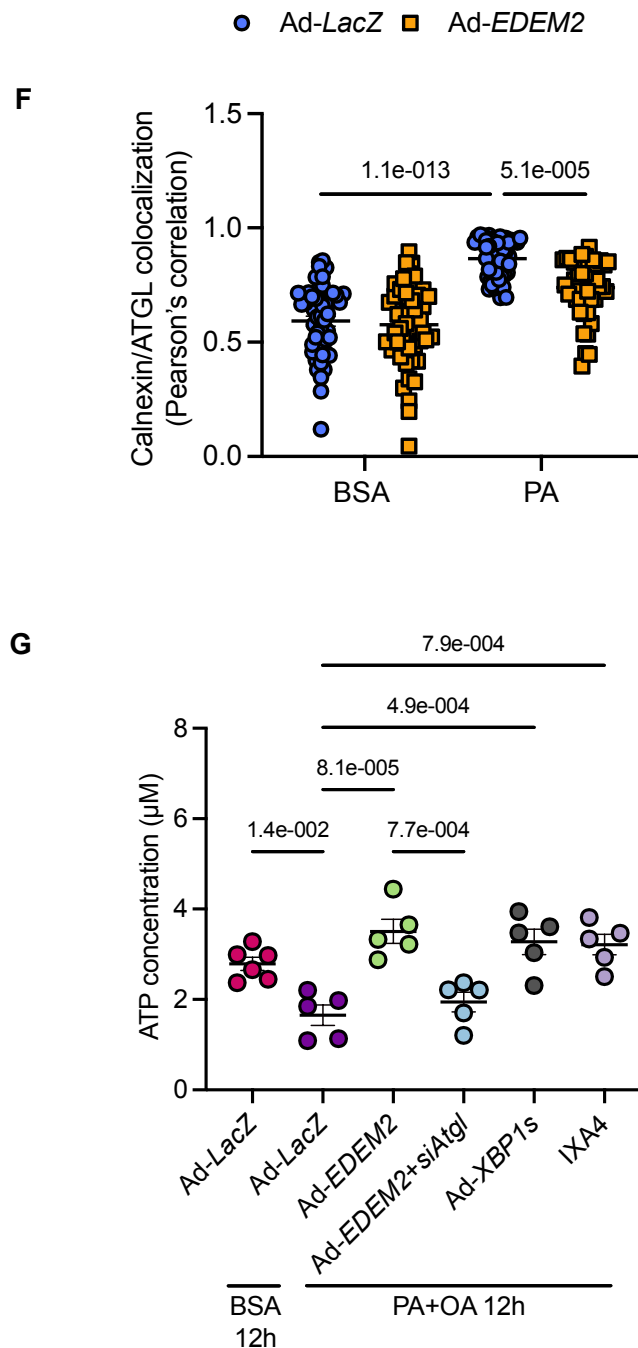 Ad-LacZ Ad-EDEM2
F
1.5
1.1e-013 5.1e-005
1.0
0.5
0.0
Calnexin/ATGL colocalization
(Pearson's correlation)
BSA PA
G
7.9e-004
4.9e-004
8.1e-005
1.4e-002 7.7e-004
8
6
4
2
0
ATP concentration (µM)
Ad-LacZ Ad-LacZ Ad-EDEM2 Ad-EDEM2+siAtgl Ad-XBP1s IXA4
BSA PA+OA 12h
12h